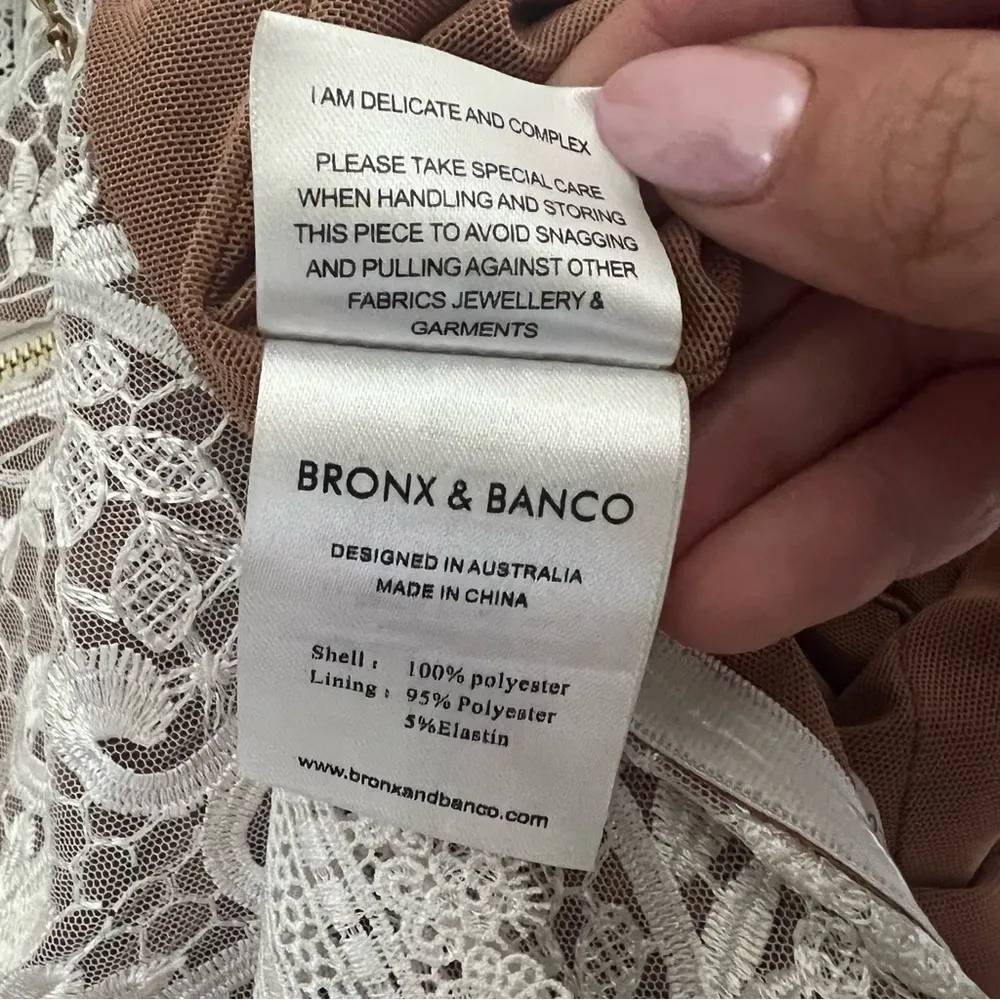 I AM DELICATE AND COMPLEX
PLEASE TAKE SPECIAL CARE
WHEN HANDLING AND STORING
THIS PIECE TO AVOID SNAGGING
AND PULLING AGAINST OTHER
FABRICS JEWELLERY &
GARMENTS
BRONX & BANCO
DESIGNED IN AUSTRALIA
MADE IN CHINA
Shell : 100% polyester
Lining : 95% Polyester
5%Elastin
www.bronxandbanco.com